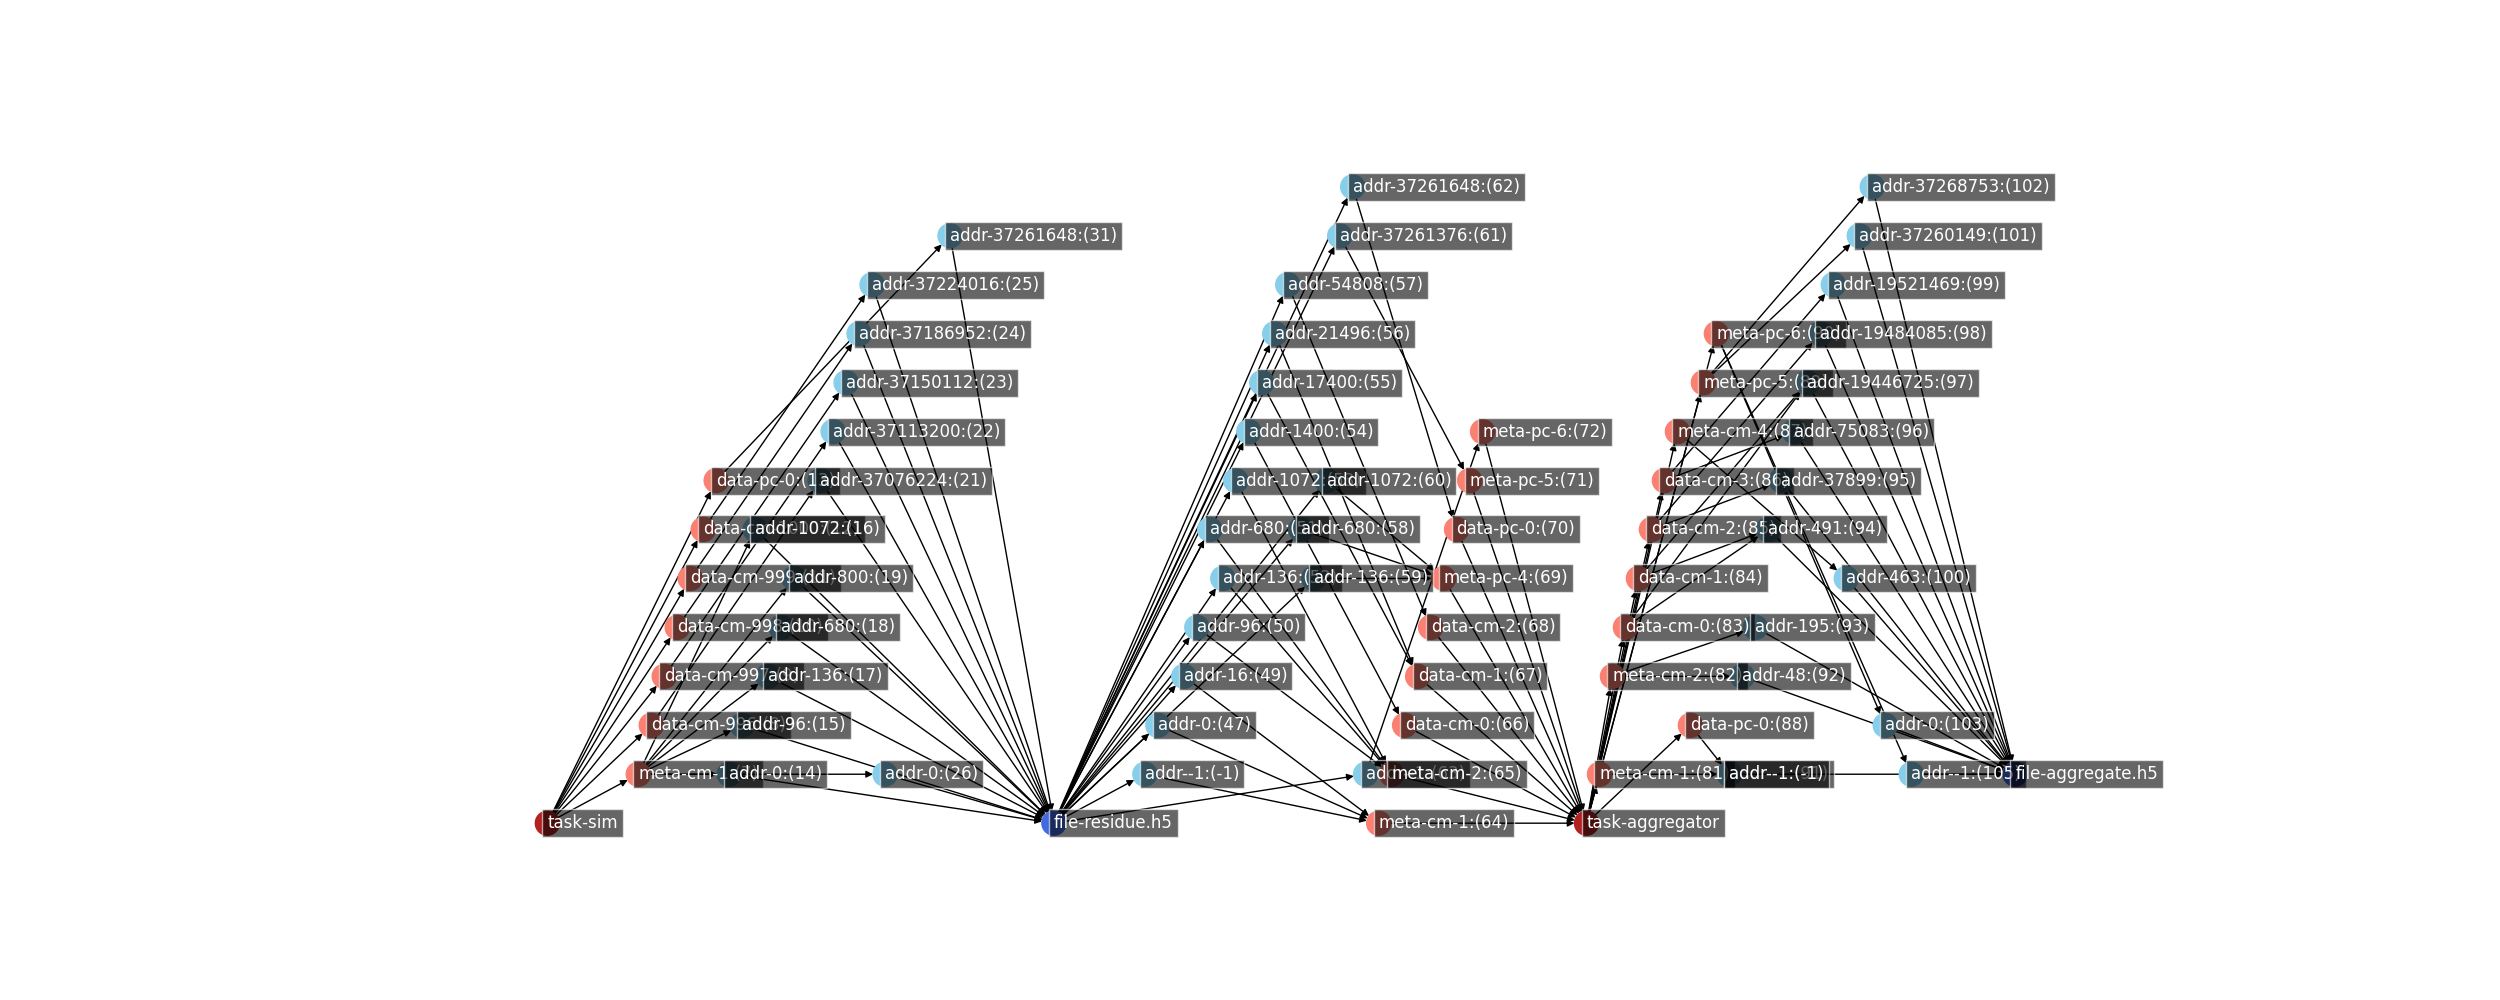 addr-37261648:(62)
addr-37268753:(102)
addr-37261648:(31)
addr-37261376:(61)
addr-37260149:(101)
addr-37224016:(25)
addr-54808:(57)
addr-19521469:(99)
addr-37186952:(24)
addr-21496:(56)
meta-pc-6:
addr-19484085:(98)
addr-37150112:(23)
addr-17400:(55)
meta-pc-5:
addr-19446725:(97)
addr-37113200:(22)
addr-1400:(54)
meta-pc-6:(72)
meta-cm-4:
addr-75083:(96)
data-pc-0:
addr-37076224:(21)
addr-1072:
addr-1072:(60)
meta-pc-5:(71)
data-cm-3:(86)
addr-37899:(95)
addr-1072:(16)
addr-680:
addr-680:(58)
data-pc-0:(70)
data-cm-2:(85)
addr-491:(94)
data-cm-999
addr-800:(19)
addr-136:
addr-136:(59)
meta-pc-4:(69)
data-cm-1:(84)
addr-463:(100)
data-cm-998
addr-680:(18)
addr-96:(50)
data-cm-2:(68)
data-cm-0:(83)
addr-195:(93)
data-cm-997
addr-136:(17)
addr-16:(49)
data-cm-1:(67)
meta-cm-2:(82
addr-48:(92)
addr-96:(15)
addr-0:(47)
data-cm-0:(66)
data-pc-0:(88)
addr-0:(103)
meta-cm-1
addr-0:(14)
addr-0:(26)
addr--1:(-1)
meta-cm-2:(65)
meta-cm-1:(81
addr--1:(-1)
addr--1:(105
file-aggregate.h5
task-sim
file-residue.h5
meta-cm-1:(64)
task-aggregator